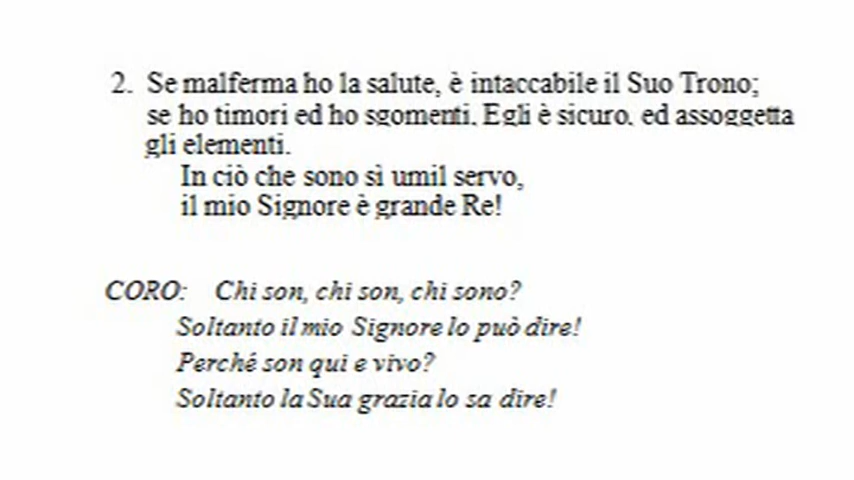 2. Se malferma ho la salute, è intaccabile il Suo Trono;
se ho timori ed ho sgomenti, Egli è sicuro, ed assoggetta
gli elementi.
In ciò che sono sì umil servo,
il mio Signore è grande Re!
CORO: Chi son, chi son, chi sono?
Soltanto il mio Signore lo può dire!
Perché son qui e vivo?
Soltanto la Sua grazia lo sa dire!